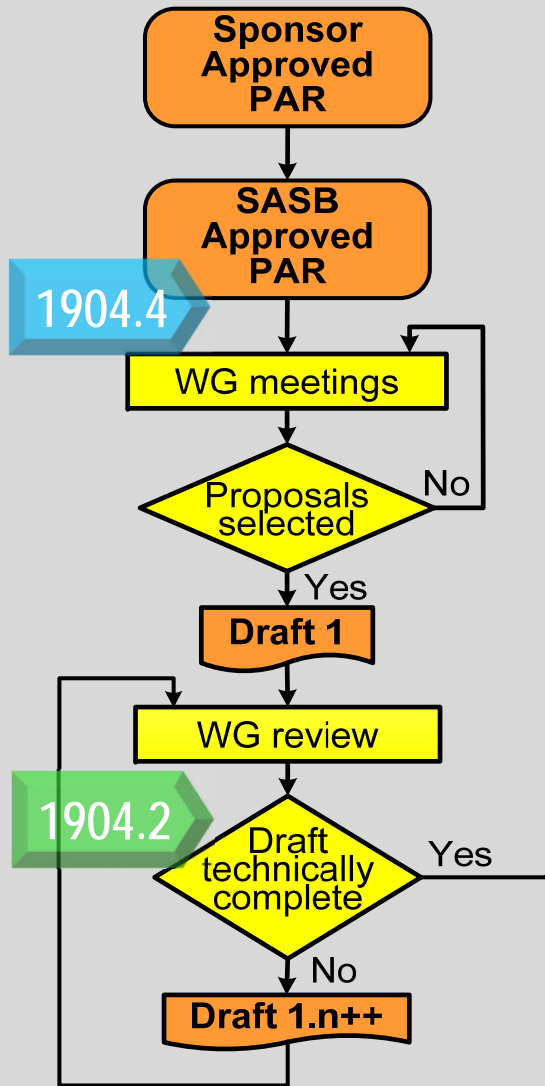 Sponsor
Approved
PAR
SASB
Approved
PAR
1904.4
WG meetings
Proposals
selected
No
Yes
Draft 1
WG review
1904.2
Draft
technically
complete
Yes
No
Draft 1.n++